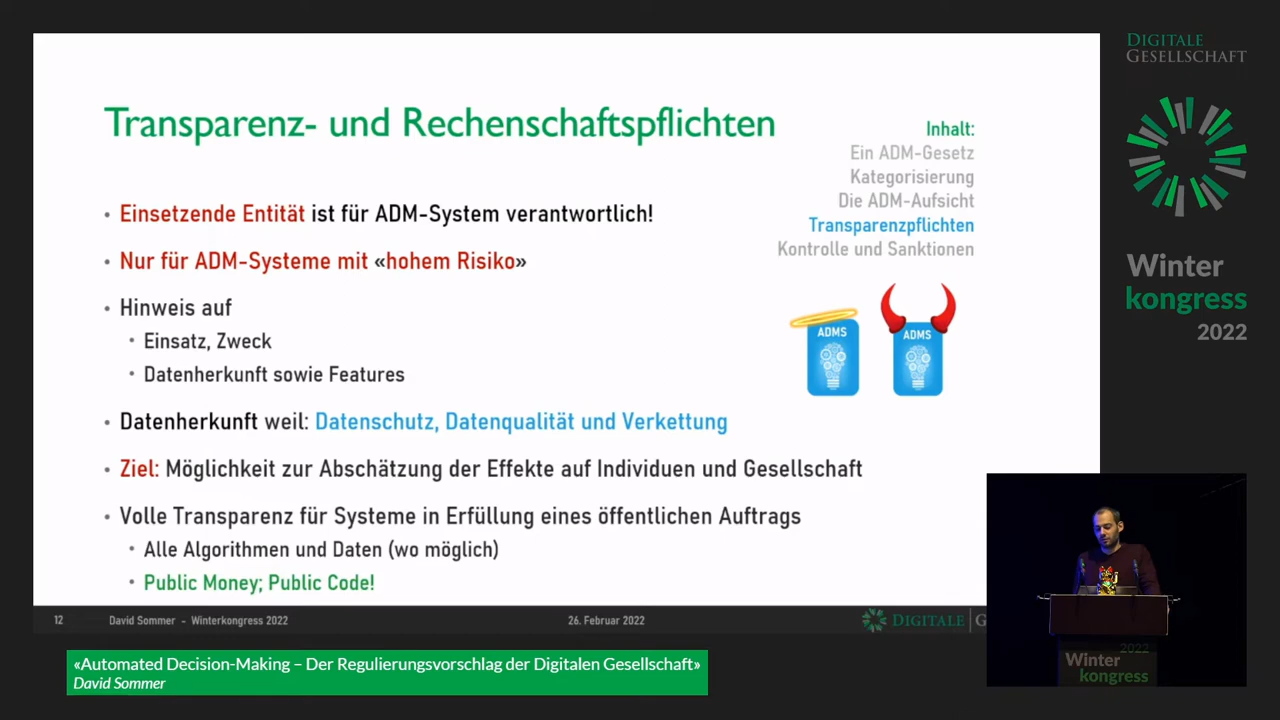 Transparenz- und Rechenschaftspflichten
Inhalt:
Ein ADM-Gesetz
Kategorisierung
Die ADM-Aufsicht
Transparenzpflichten
Kontrolle und Sanktionen
• Einsetzende Entität ist für ADM-System verantwortlich!
• Nur für ADM-Systeme mit «hohem Risiko»
• Hinweis auf
• Einsatz, Zweck
• Datenherkunft sowie Features
ADMS
ADMS
• Datenherkunft weil: Datenschutz, Datenqualität und Verkettung
• Ziel: Möglichkeit zur Abschätzung der Effekte auf Individuen und Gesellschaft
• Volle Transparenz für Systeme in Erfüllung eines öffentlichen Auftrags
• Alle Algorithmen und Daten (wo möglich)
• Public Money; Public Code!
12 David Sommer - Winterkongress 2022 26. Februar 2022 DIGITALE G
«Automated Decision-Making – Der Regulierungsvorschlag der Digitalen Gesellschaft»
David Sommer
DIGITALE
GESELLSCHAFT
Winter
kongress
2022
2022
Winter
kongress